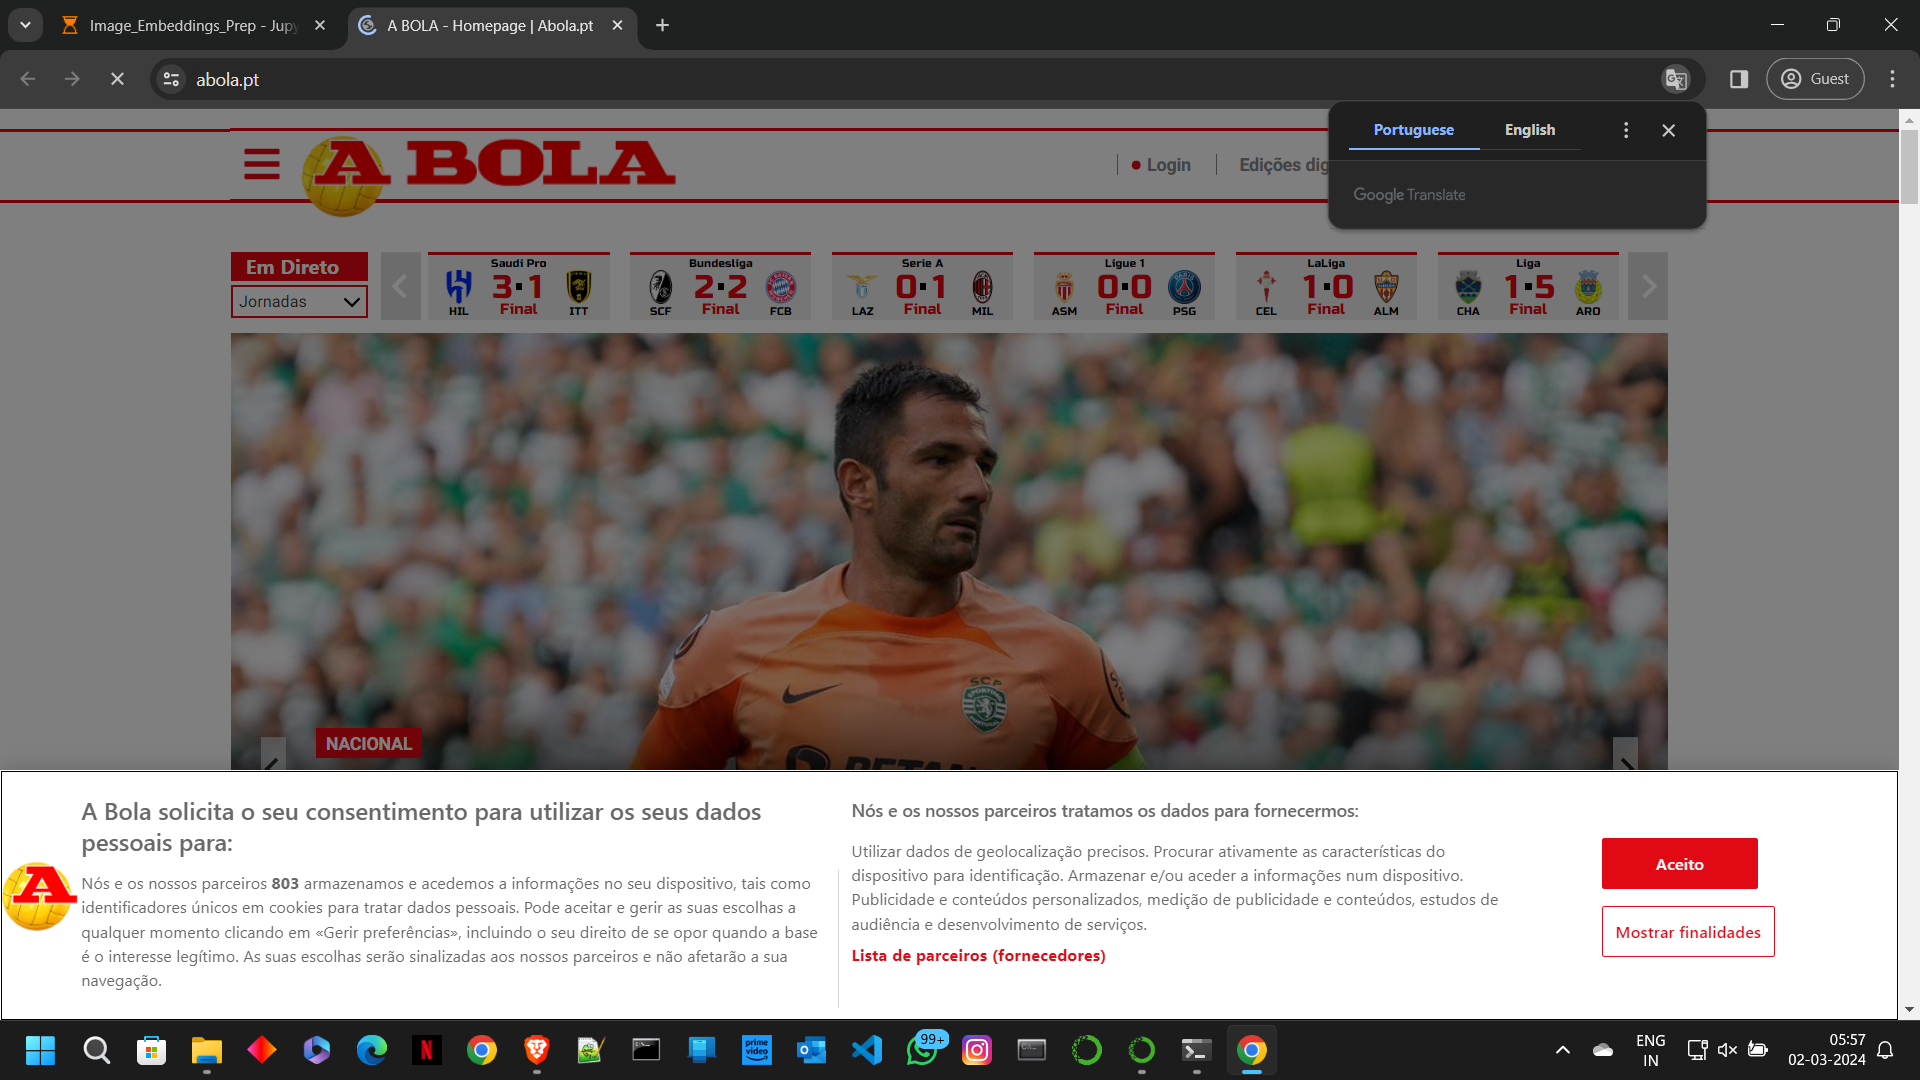 Image_Embeddings_Prep - Jupy
A BOLA - Homepage | Abola.pt
abola.pt
Guest
Portuguese
English
Google Translate
A BOLA
Login
Edições dig
Em Direto
Jornadas
Saudi Pro
HIL 3 1 ITT
Final
Bundesliga
SCF 2 2 FCB
Final
Serie A
LAZ 0 1 MIL
Final
Ligue 1
ASM 0 0 PSG
Final
LaLiga
CEL 1 0 ALM
Final
Liga
CHA 1 5 ARO
Final
SCP
SPORTING
PORTUGAL
NACIONAL
A Bola solicita o seu consentimento para utilizar os seus dados
pessoais para:
Nós e os nossos parceiros 803 armazenamos e acedemos a informações no seu dispositivo, tais como
identificadores únicos em cookies para tratar dados pessoais. Pode aceitar e gerir as suas escolhas a
qualquer momento clicando em «Gerir preferências», incluindo o seu direito de se opor quando a base
é o interesse legítimo. As suas escolhas serão sinalizadas aos nossos parceiros e não afetarão a sua
navegação.
Nós e os nossos parceiros tratamos os dados para fornecermos:
Utilizar dados de geolocalização precisos. Procurar ativamente as características do
dispositivo para identificação. Armazenar e/ou aceder a informações num dispositivo.
Publicidade e conteúdos personalizados, medição de publicidade e conteúdos, estudos de
audiência e desenvolvimento de serviços.
Lista de parceiros (fornecedores)
Aceito
Mostrar finalidades
prime
video
99+
ENG
IN
05:57
02-03-2024